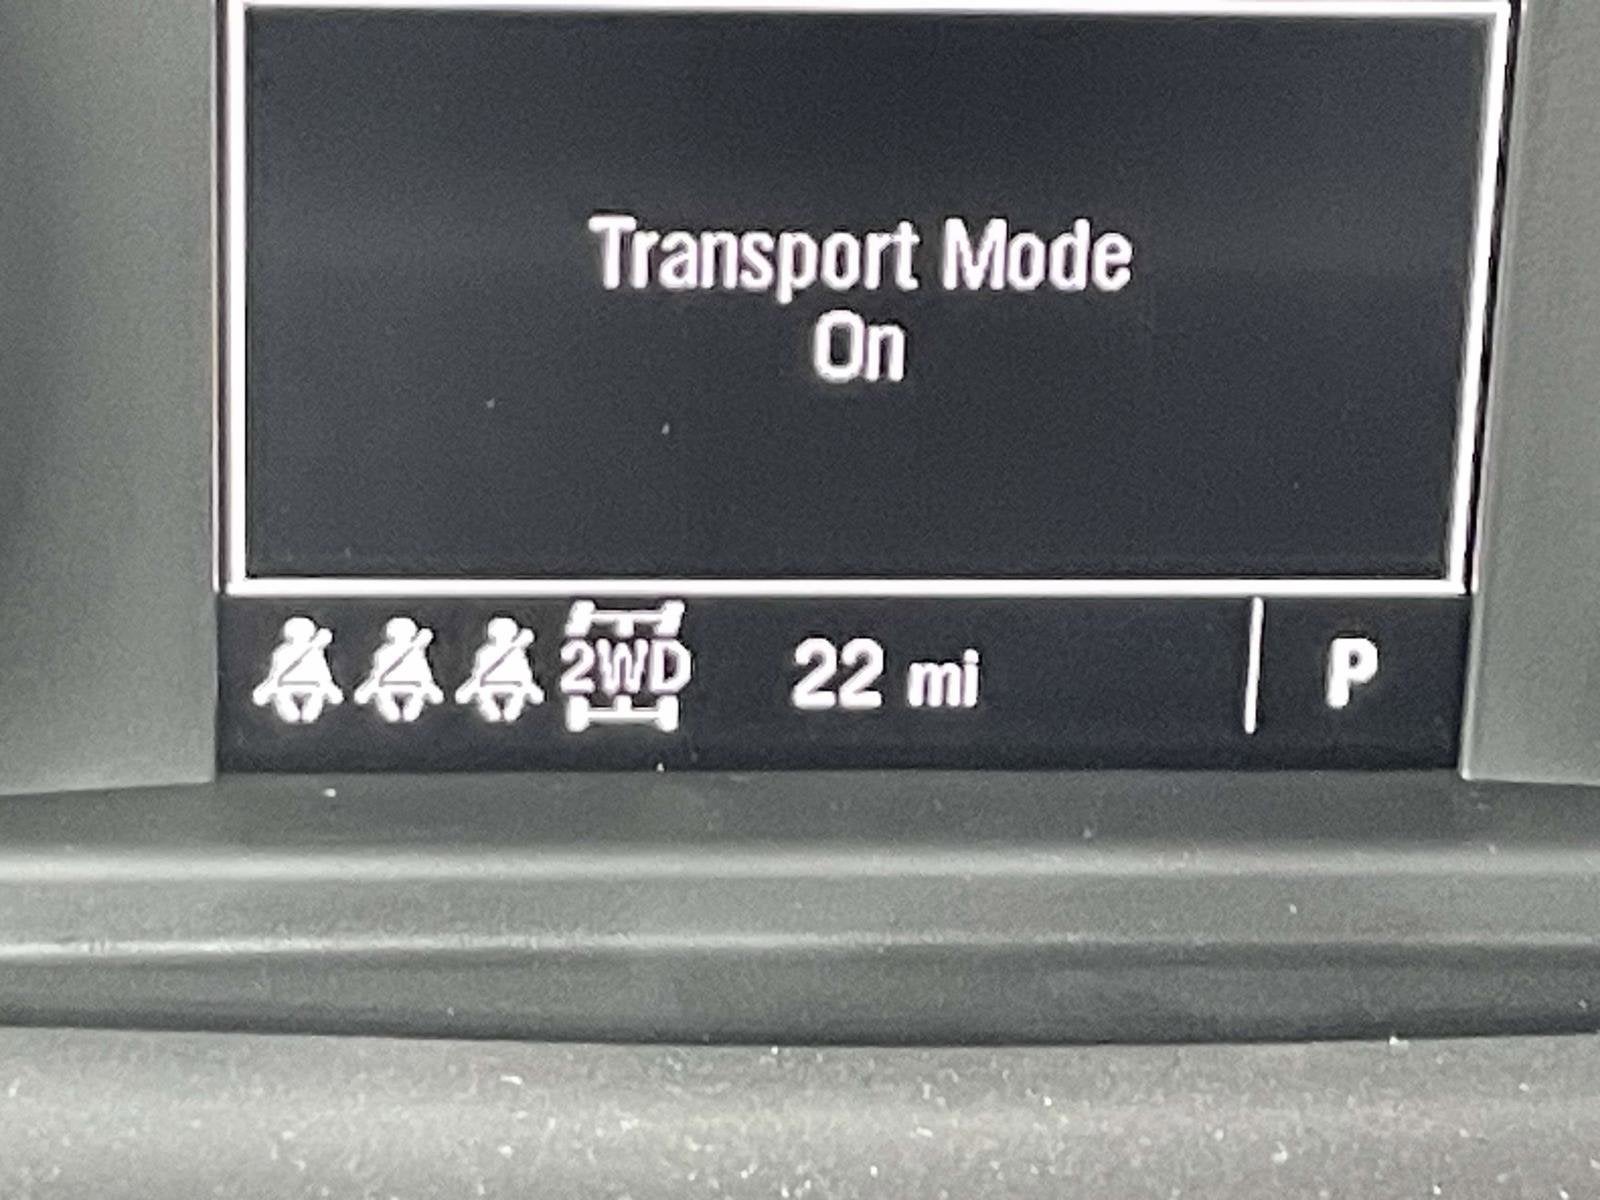 Transport Mode
On
2WD 22 mi P